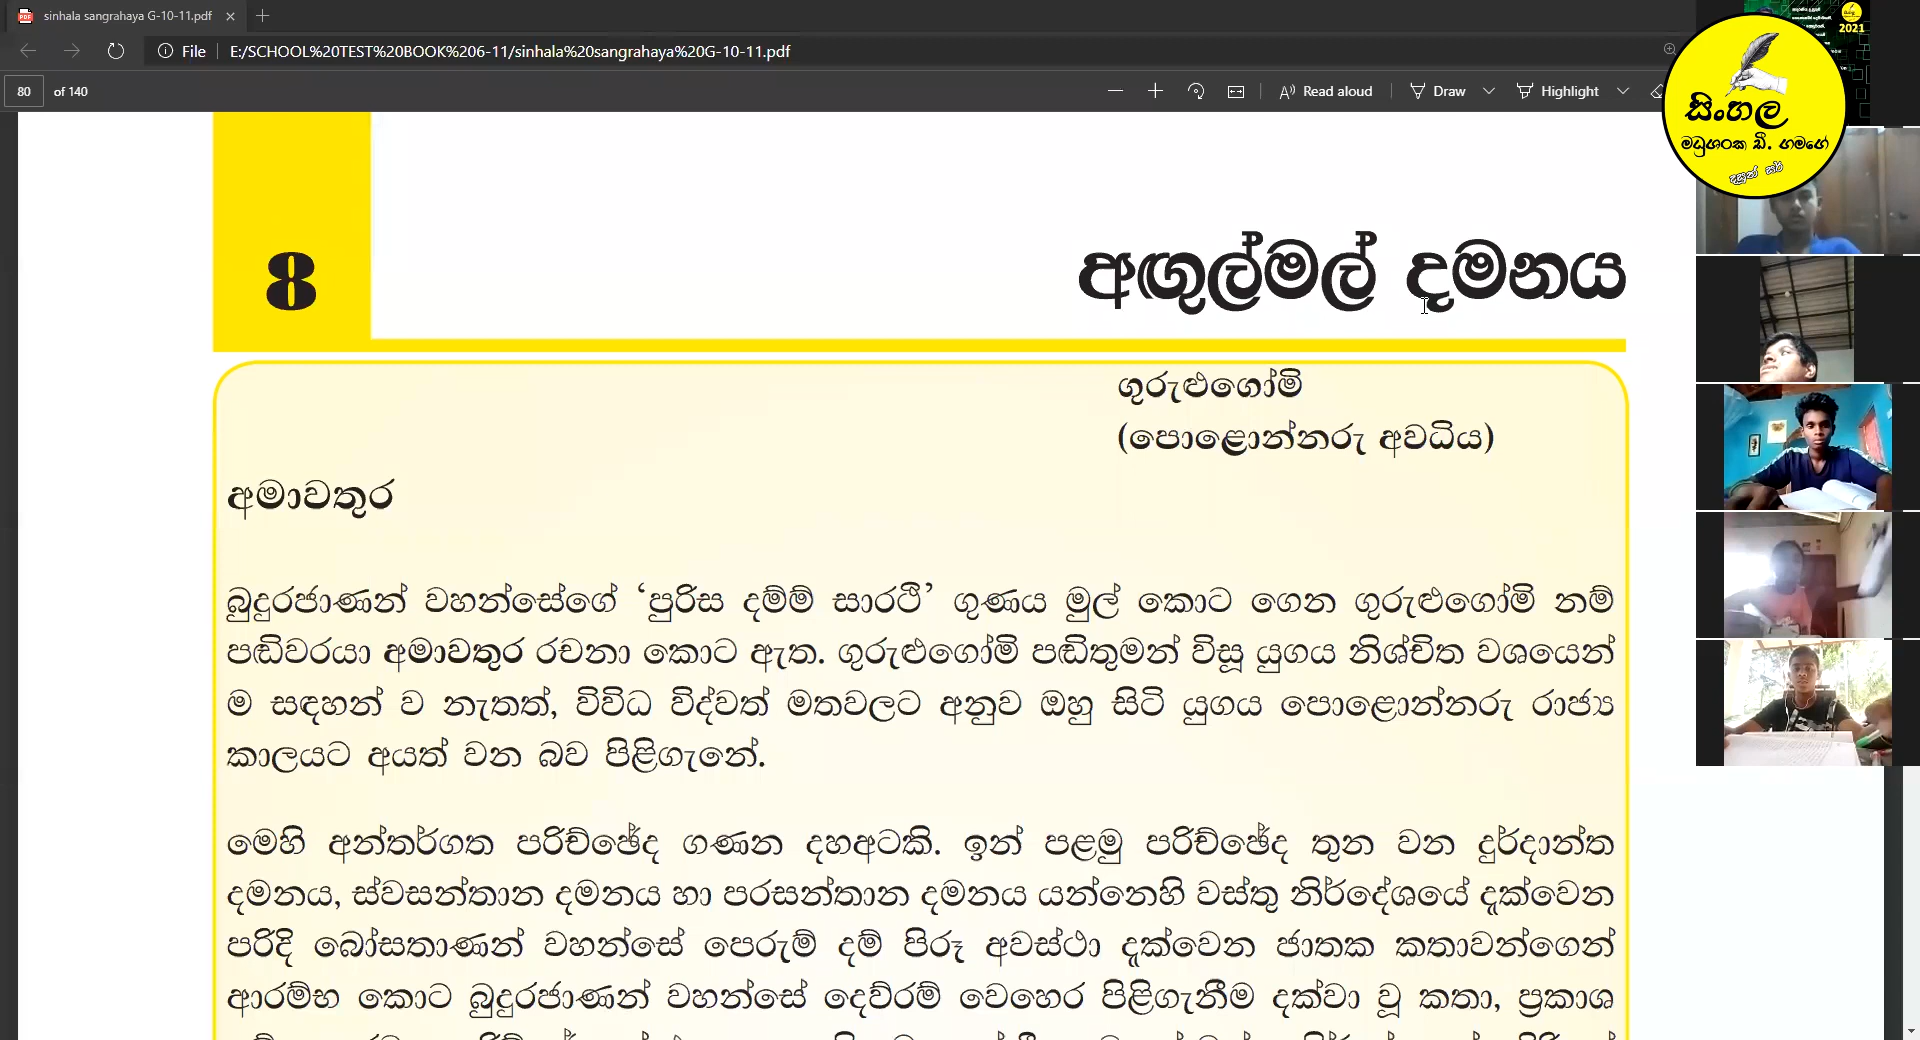 sinhala sangrahaya G-10-11.pdf
File
E:/SCHOOL%20TEST%20BOOK%206-11/sinhala%20sangrahaya%20G-10-11.pdf
80 of 140
Read aloud
Draw
Highlight
2021
සිංහල
මධුශංක ඩී. ගමගේ
දසුන් සර්
8
අඟුල්මල් දමනය
ගුරුළුගෝමි
(පොළොන්නරු අවධිය)
අමාවතුර
බුදුරජාණන් වහන්සේගේ ‘පුරිස දම්ම සාරථි’ ගුණය මුල් කොට ගෙන ගුරුළුගෝමි නම්
පඬිවරයා අමාවතුර රචනා කොට ඇත. ගුරුළුගෝමි පඬිතුමන් විසූ යුගය නිශ්චිත වශයෙන්
ම සඳහන් ව නැතත්, විවිධ විද්වත් මතවලට අනුව ඔහු සිටි යුගය පොළොන්නරු රාජ්‍ය
කාලයට අයත් වන බව පිළිගැනේ.
මෙහි අන්තර්ගත පරිච්ඡේද ගණන දහඅටකි. ඉන් පළමු පරිච්ඡේද තුන වන දුර්දාන්ත
දමනය, ස්වසන්තාන දමනය හා පරසන්තාන දමනය යන්නෙහි වස්තු නිර්දේශයේ දැක්වෙන
පරිදි බෝසතාණන් වහන්සේ පෙරුම් දම් පිරූ අවස්ථා දැක්වෙන ජාතක කතාවන්ගෙන්
ආරම්භ කොට බුදුරජාණන් වහන්සේ දෙව්රම් වෙහෙර පිළිගැනීම දක්වා වූ කතා, ප්‍රකාශ